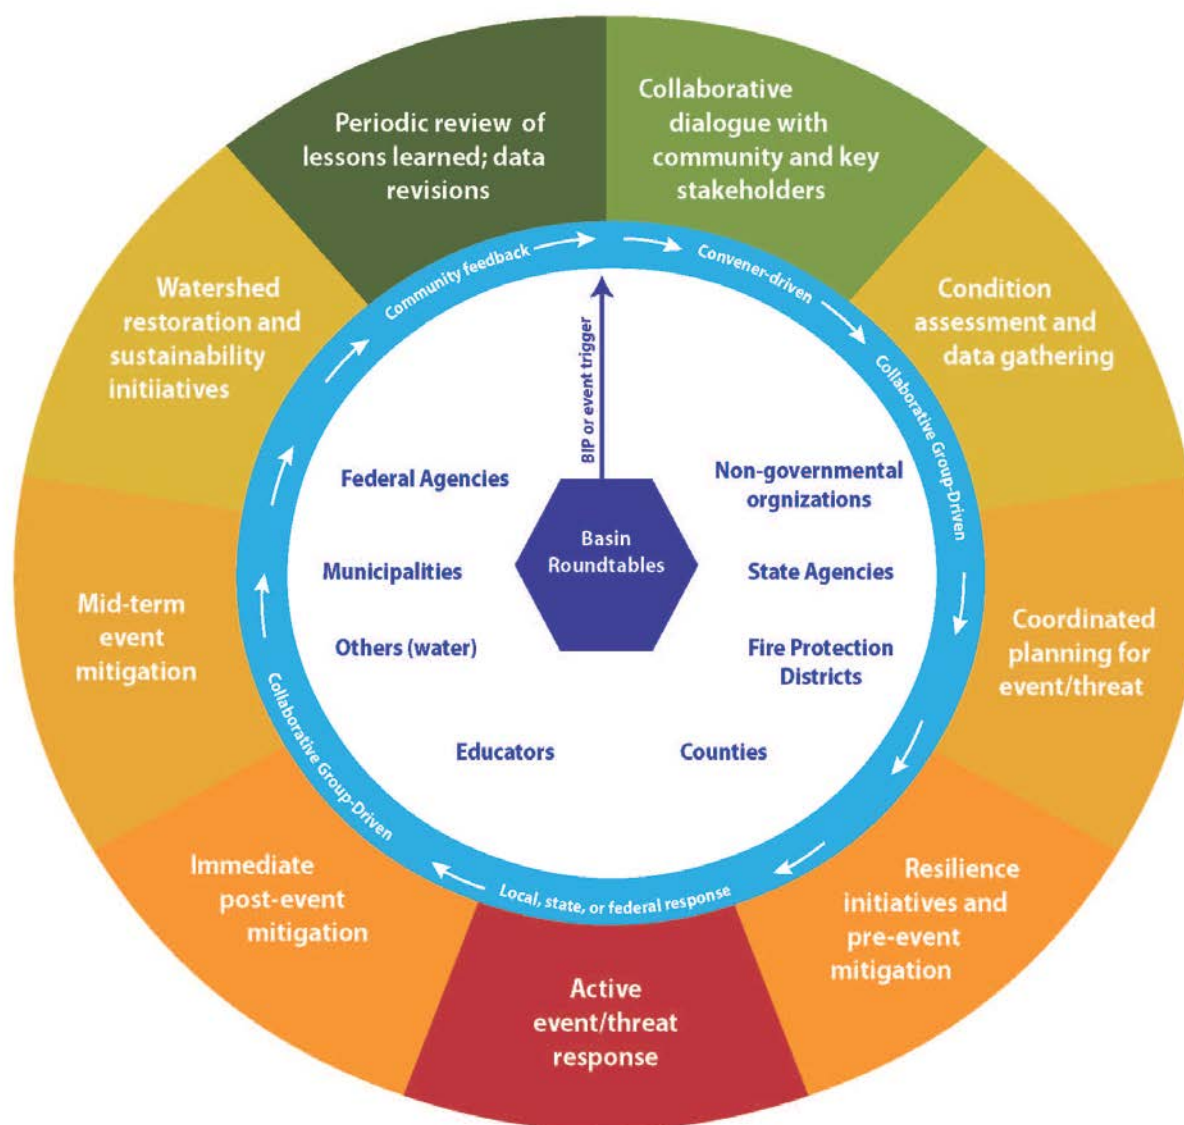 Periodic review of
lessons learned; data
revisions
Collaborative
dialogue with
community and key
stakeholders
Condition
assessment and
data gathering
Coordinated
planning for
event/threat
Resilience
initiatives and
pre-event
mitigation
Active
event/threat
response
Immediate
post-event
mitigation
Mid-term
event
mitigation
Watershed
restoration and
sustainability
initiiatives
Community feedback
Convener-driven
Collaborative Group-Driven
Local, state, or federal response
Collaborative Group-Driven
BIP or event trigger
Basin
Roundtables
Federal Agencies
Municipalities
Others (water)
Educators
Non-governmental
orgnizations
State Agencies
Fire Protection
Districts
Counties